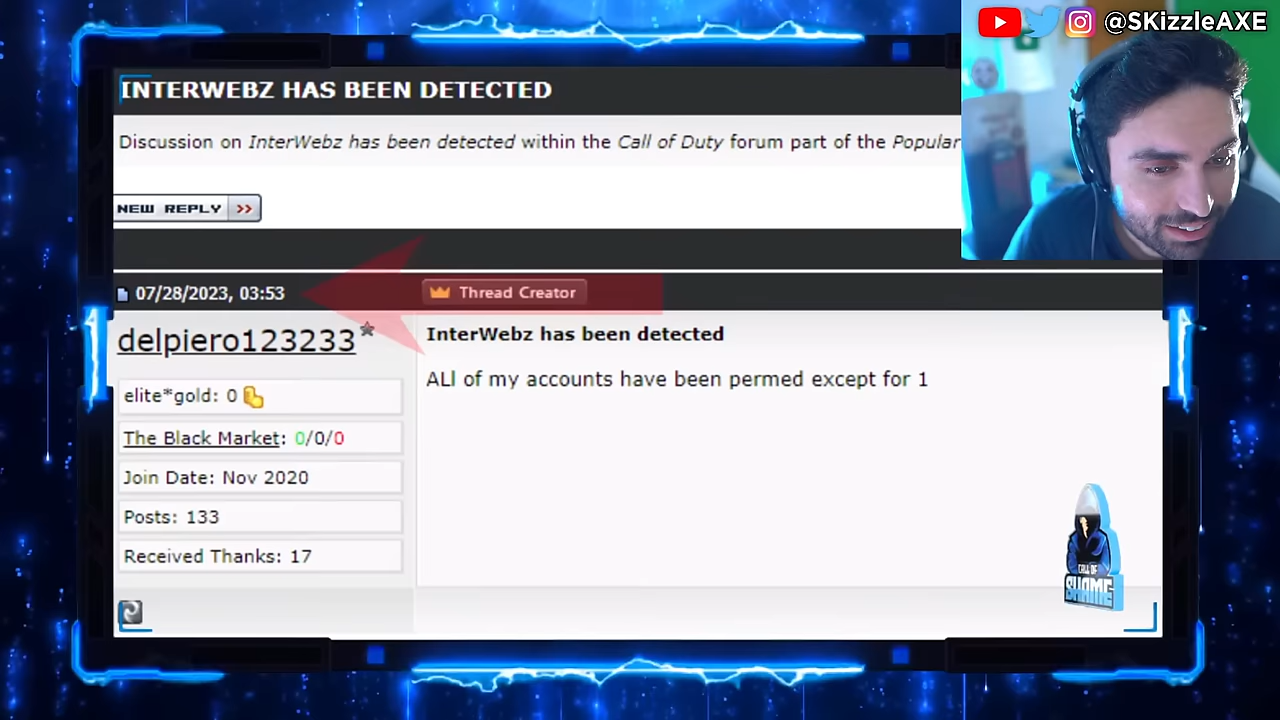 @SKizzleAXE
INTERWEBZ HAS BEEN DETECTED
Discussion on InterWebz has been detected within the Call of Duty forum part of the Popular
NEW REPLY >>
07/28/2023, 03:53
Thread Creator
delpiero123233*
elite*gold: 0
The Black Market: 0/0/0
Join Date: Nov 2020
Posts: 133
Received Thanks: 17
InterWebz has been detected
ALl of my accounts have been permed except for 1
CALL OF
SHAME